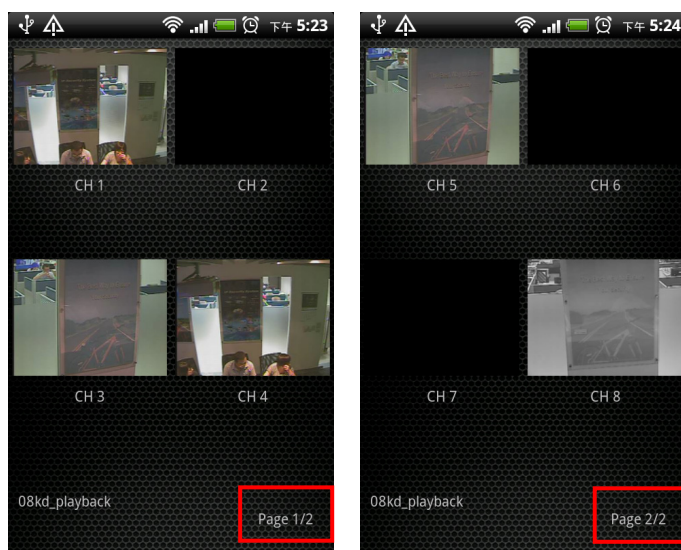 下午 5:23
CH 1
CH 2
CH 3
CH 4
08kd_playback
Page 1/2
下午 5:24
CH 5
CH 6
CH 7
CH 8
08kd_playback
Page 2/2